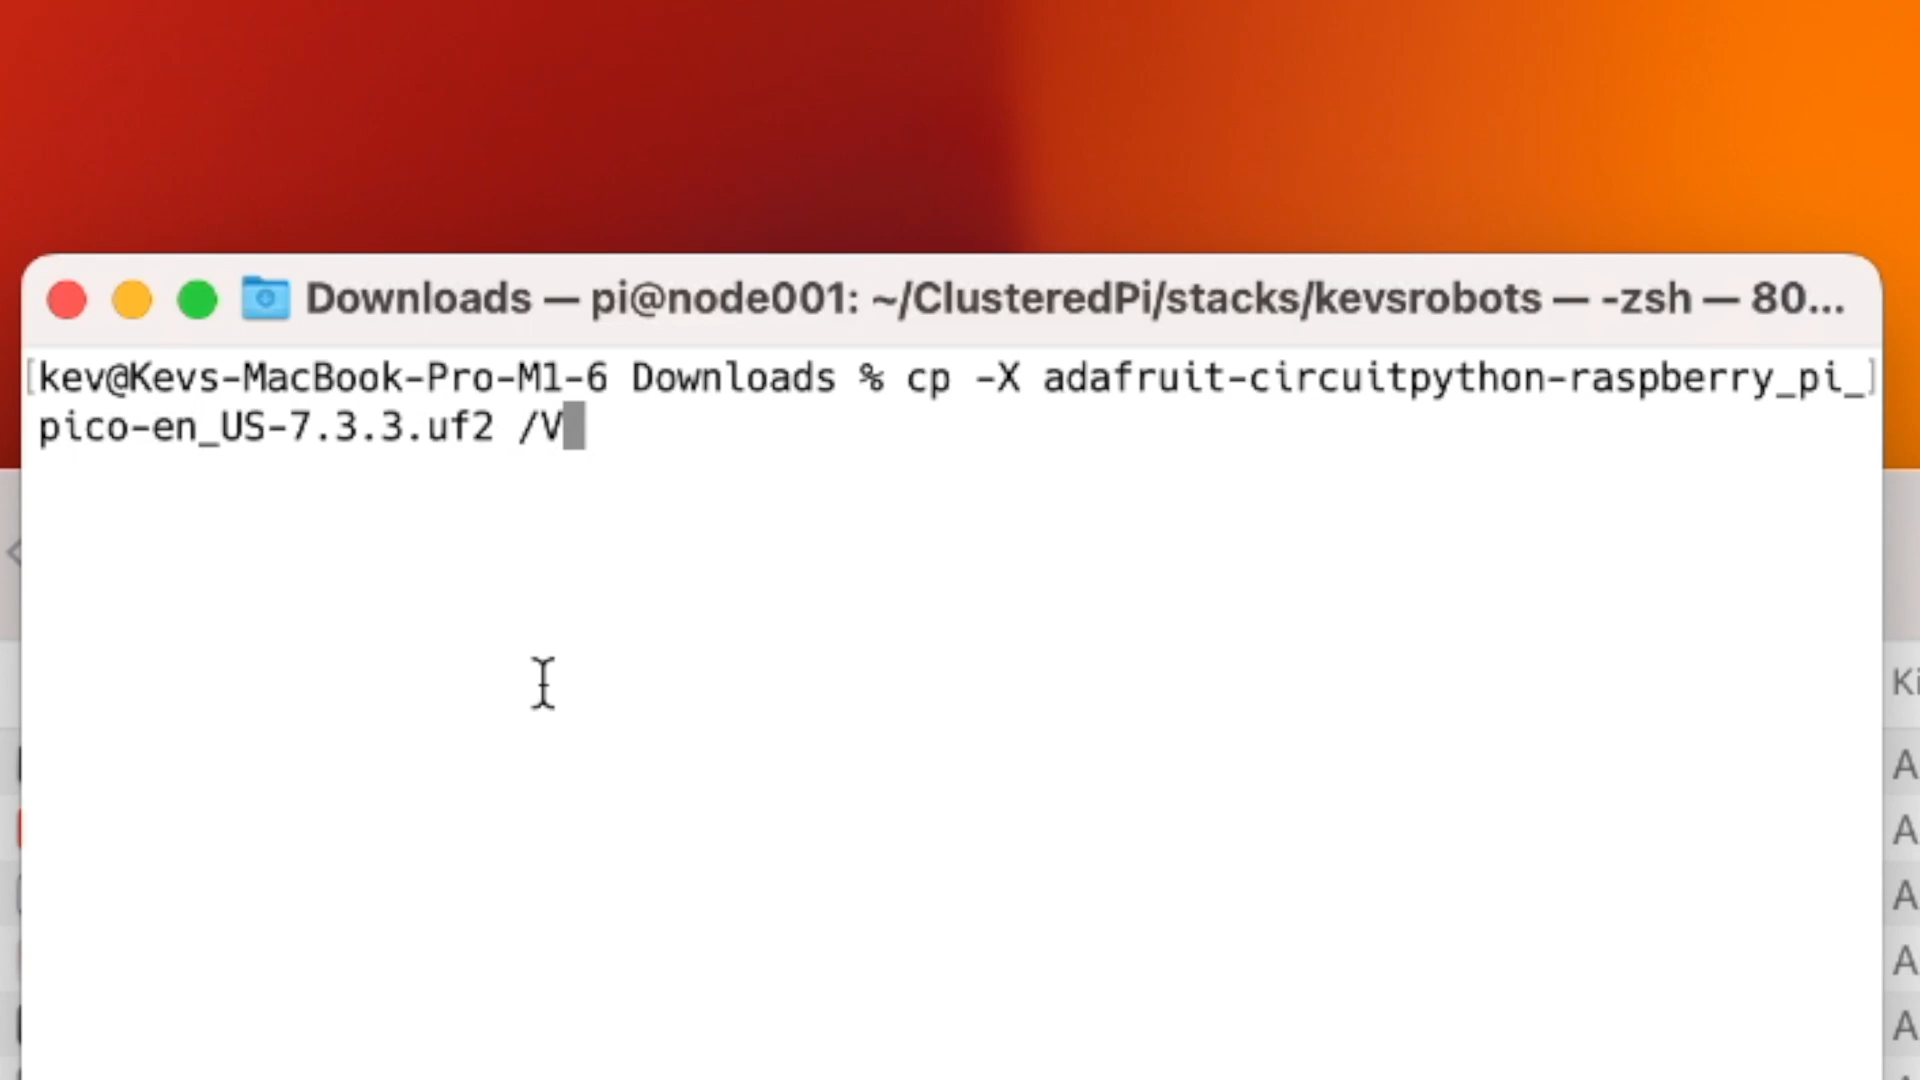 Downloads — pi@node001: ~/ClusteredPi/stacks/kevsrobots — -zsh — 80...
[kev@Kevs-MacBook-Pro-M1-6 Downloads % cp -X adafruit-circuitpython-raspberry_pi_]
pico-en_US-7.3.3.uf2 /V
Ki
A
A
A
A
A